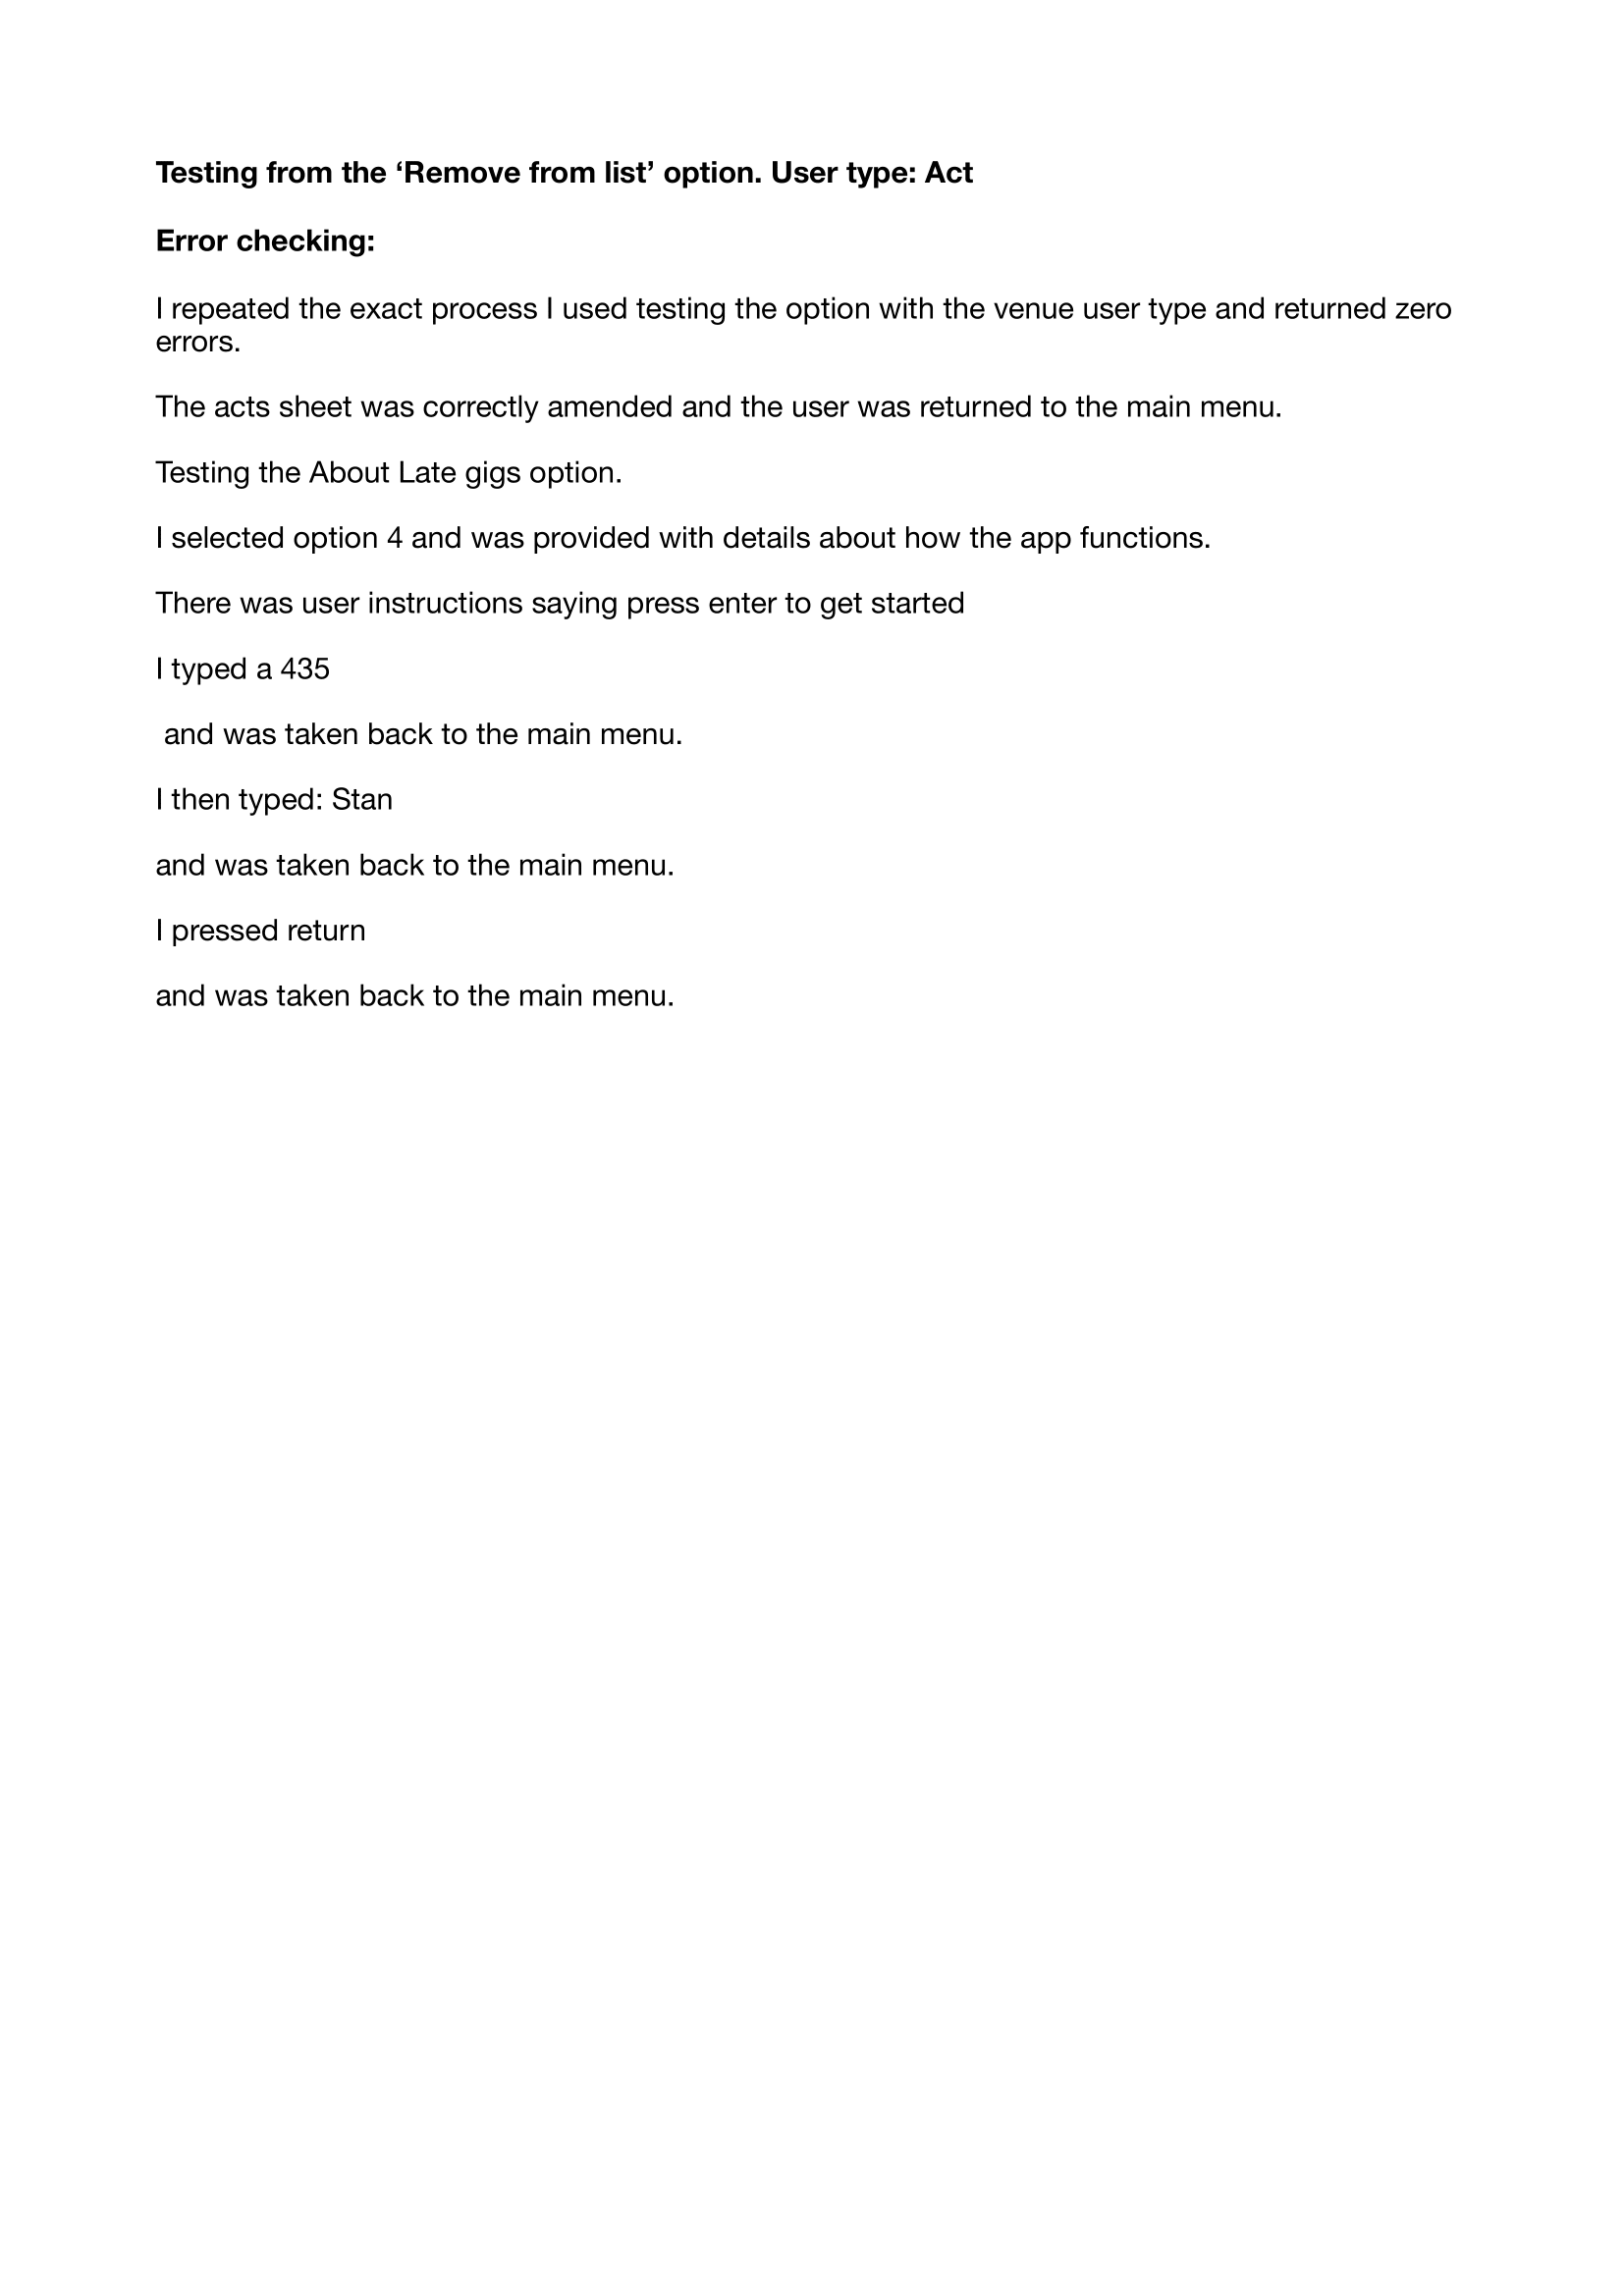 Testing from the ‘Remove from list’ option. User type: Act
Error checking:
I repeated the exact process I used testing the option with the venue user type and returned zero
errors.
The acts sheet was correctly amended and the user was returned to the main menu.
Testing the About Late gigs option.
I selected option 4 and was provided with details about how the app functions.
There was user instructions saying press enter to get started
I typed a 435
and was taken back to the main menu.
I then typed: Stan
and was taken back to the main menu.
I pressed return
and was taken back to the main menu.